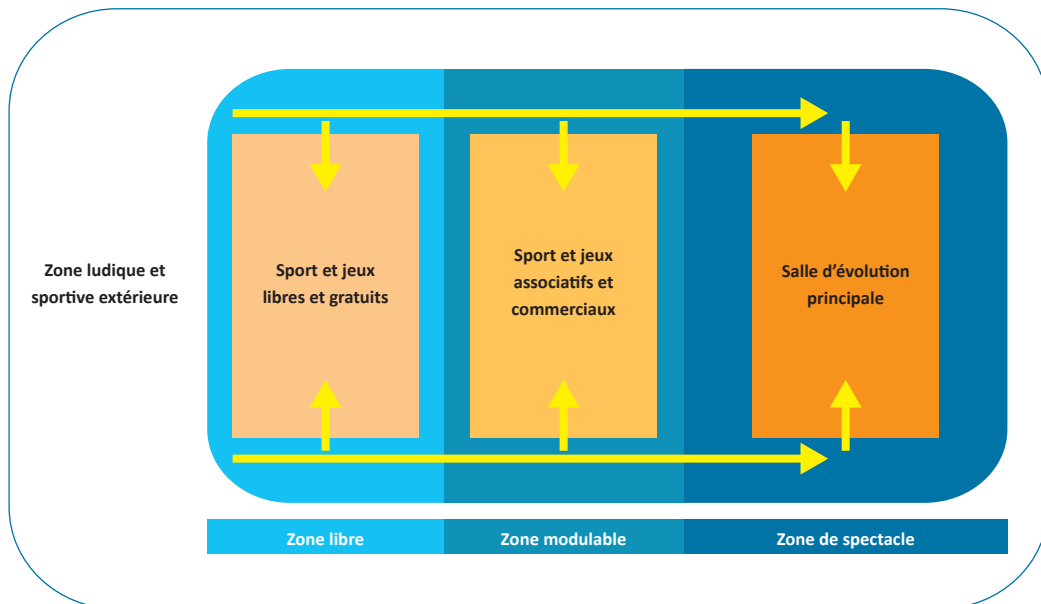 Zone ludique et
sportive extérieure
Sport et jeux
libres et gratuits
Sport et jeux
associatifs et
commerciaux
Salle d’évolution
principale
Zone libre
Zone modulable
Zone de spectacle